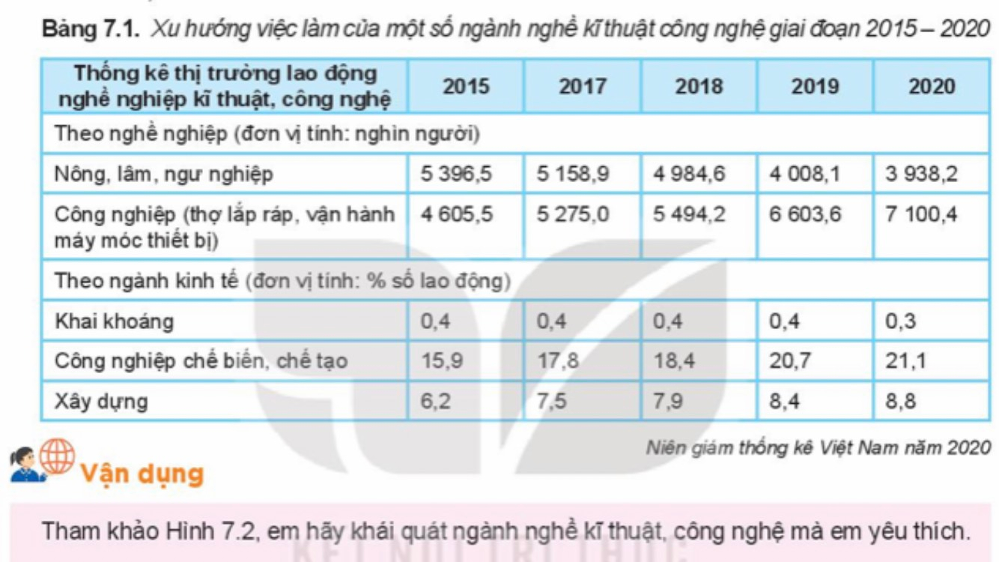 Bảng 7.1. Xu hướng việc làm của một số ngành nghề kĩ thuật công nghệ giai đoạn 2015 – 2020
Thống kê thị trường lao động
nghề nghiệp kĩ thuật, công nghệ 2015 2017 2018 2019 2020
Theo nghề nghiệp (đơn vị tính: nghìn người)
Nông, lâm, ngư nghiệp 5 396,5 5 158,9 4 984,6 4 008,1 3 938,2
Công nghiệp (thợ lắp ráp, vận hành 4 605,5 5 275,0 5 494,2 6 603,6 7 100,4
máy móc thiết bị)
Theo ngành kinh tế (đơn vị tính: % số lao động)
Khai khoáng 0,4 0,4 0,4 0,4 0,3
Công nghiệp chế biến, chế tạo 15,9 17,8 18,4 20,7 21,1
Xây dựng 6,2 7,5 7,9 8,4 8,8
Niên giám thống kê Việt Nam năm 2020
Vận dụng
Tham khảo Hình 7.2, em hãy khái quát ngành nghề kĩ thuật, công nghệ mà em yêu thích.
KẾT NỐI TRI THỨC